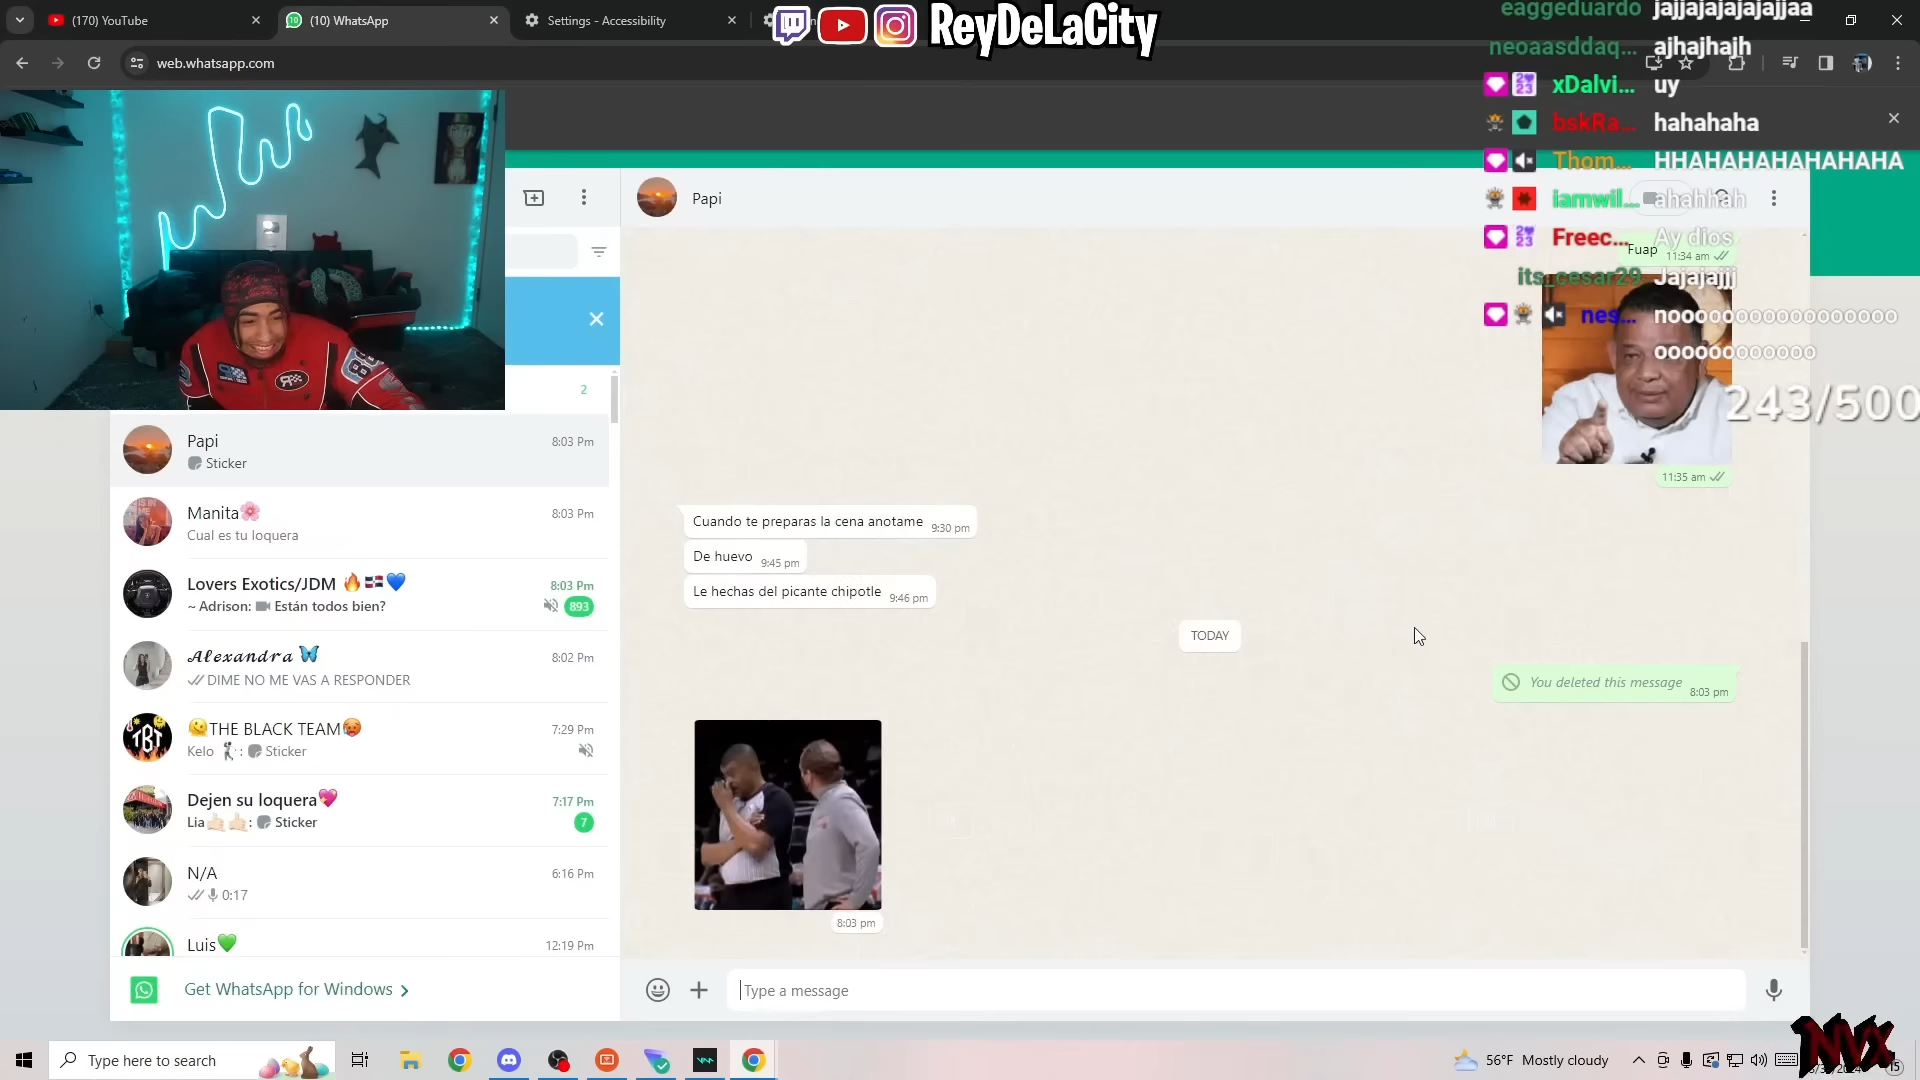 (170) YouTube
(10) WhatsApp
Settings - Accessibility
ReyDeLaCity
web.whatsapp.com
eaggeduardo jajjajajajajajjaa
neoaasddaq... ajhajhajh
xDalvi... uy
bskRa... hahahaha
Thom... HHAHAHAHAHAHAHA
iamwil... ahahhah
Freec... Ay dios
its_cesar29 Jajajajjj
nes... nooooooooooooooooo
oooooooooooo
243/500
Papi
Fuap 11:34 am
11:35 am
2
Papi 8:03 Pm
Sticker
Manita 8:03 Pm
Cual es tu loquera
Lovers Exotics/JDM 8:03 Pm
~ Adrison: Están todos bien? 893
Alexandra 8:02 Pm
DIME NO ME VAS A RESPONDER
THE BLACK TEAM 7:29 Pm
Kelo : Sticker
Dejen su loquera 7:17 Pm
Lia : Sticker 7
N/A 6:16 Pm
0:17
Luis 12:19 Pm
Get WhatsApp for Windows
Cuando te preparas la cena anotame 9:30 pm
De huevo 9:45 pm
Le hechas del picante chipotle 9:46 pm
TODAY
You deleted this message 8:03 pm
8:03 pm
Type a message
Type here to search
56°F Mostly cloudy
NVX
15